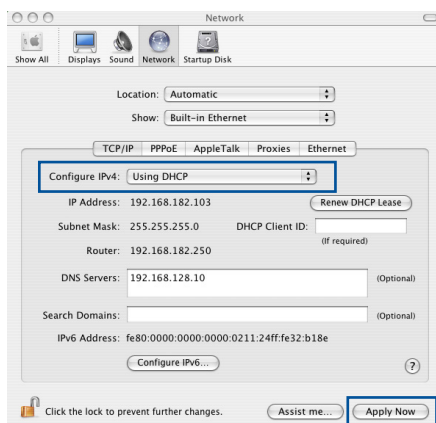 Network
Show All Displays Sound Network Startup Disk
Location: Automatic
Show: Built-in Ethernet
TCP/IP PPPoE AppleTalk Proxies Ethernet
Configure IPv4: Using DHCP
IP Address: 192.168.182.103 Renew DHCP Lease
Subnet Mask: 255.255.255.0 DHCP Client ID:
(If required)
Router: 192.168.182.250
DNS Servers: 192.168.128.10 (Optional)
Search Domains: (Optional)
IPv6 Address: fe80:0000:0000:0000:0211:24ff:fe32:b18e
Configure IPv6... ?
Click the lock to prevent further changes. Assist me... Apply Now